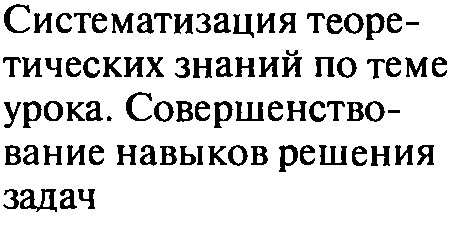 Систематизация теоре-
тических знаний по теме
урока. Совершенство-
вание навыков решения
задач